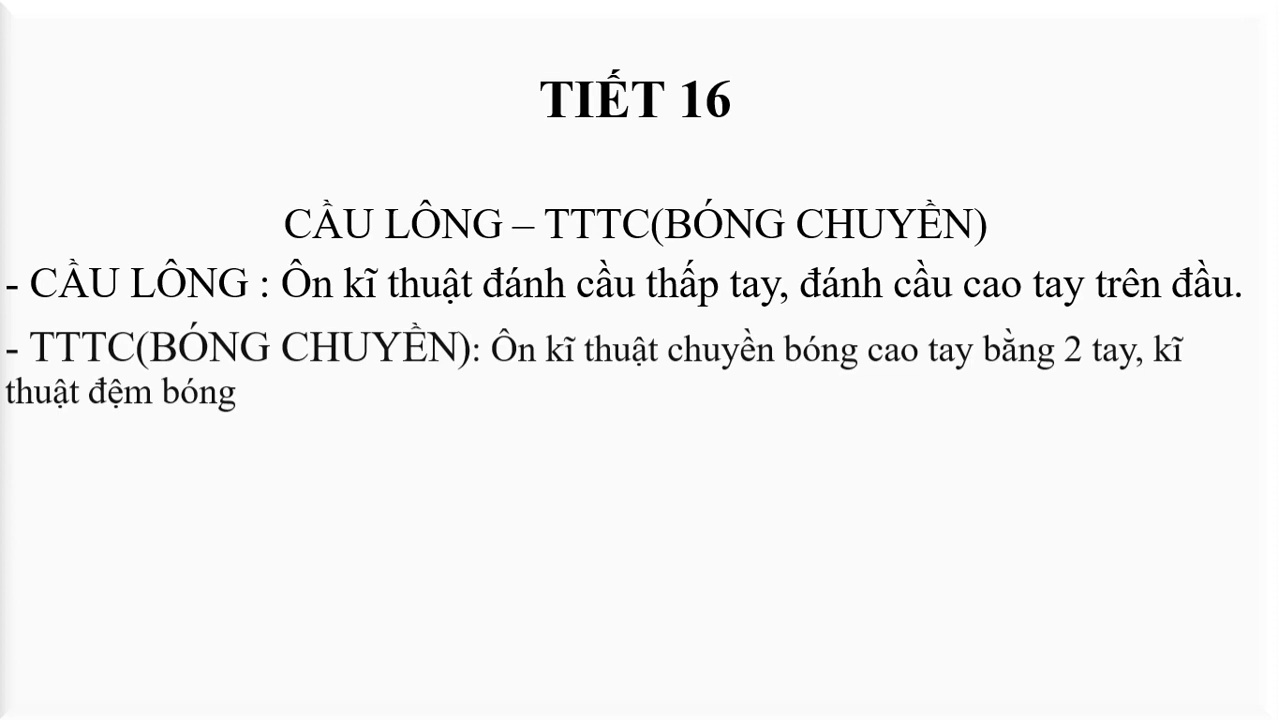 TIẾT 16
CẦU LÔNG – TTTC(BÓNG CHUYỀN)
- CẦU LÔNG : Ôn kĩ thuật đánh cầu thấp tay, đánh cầu cao tay trên đầu.
- TTTC(BÓNG CHUYỀN): Ôn kĩ thuật chuyền bóng cao tay bằng 2 tay, kĩ
thuật đệm bóng